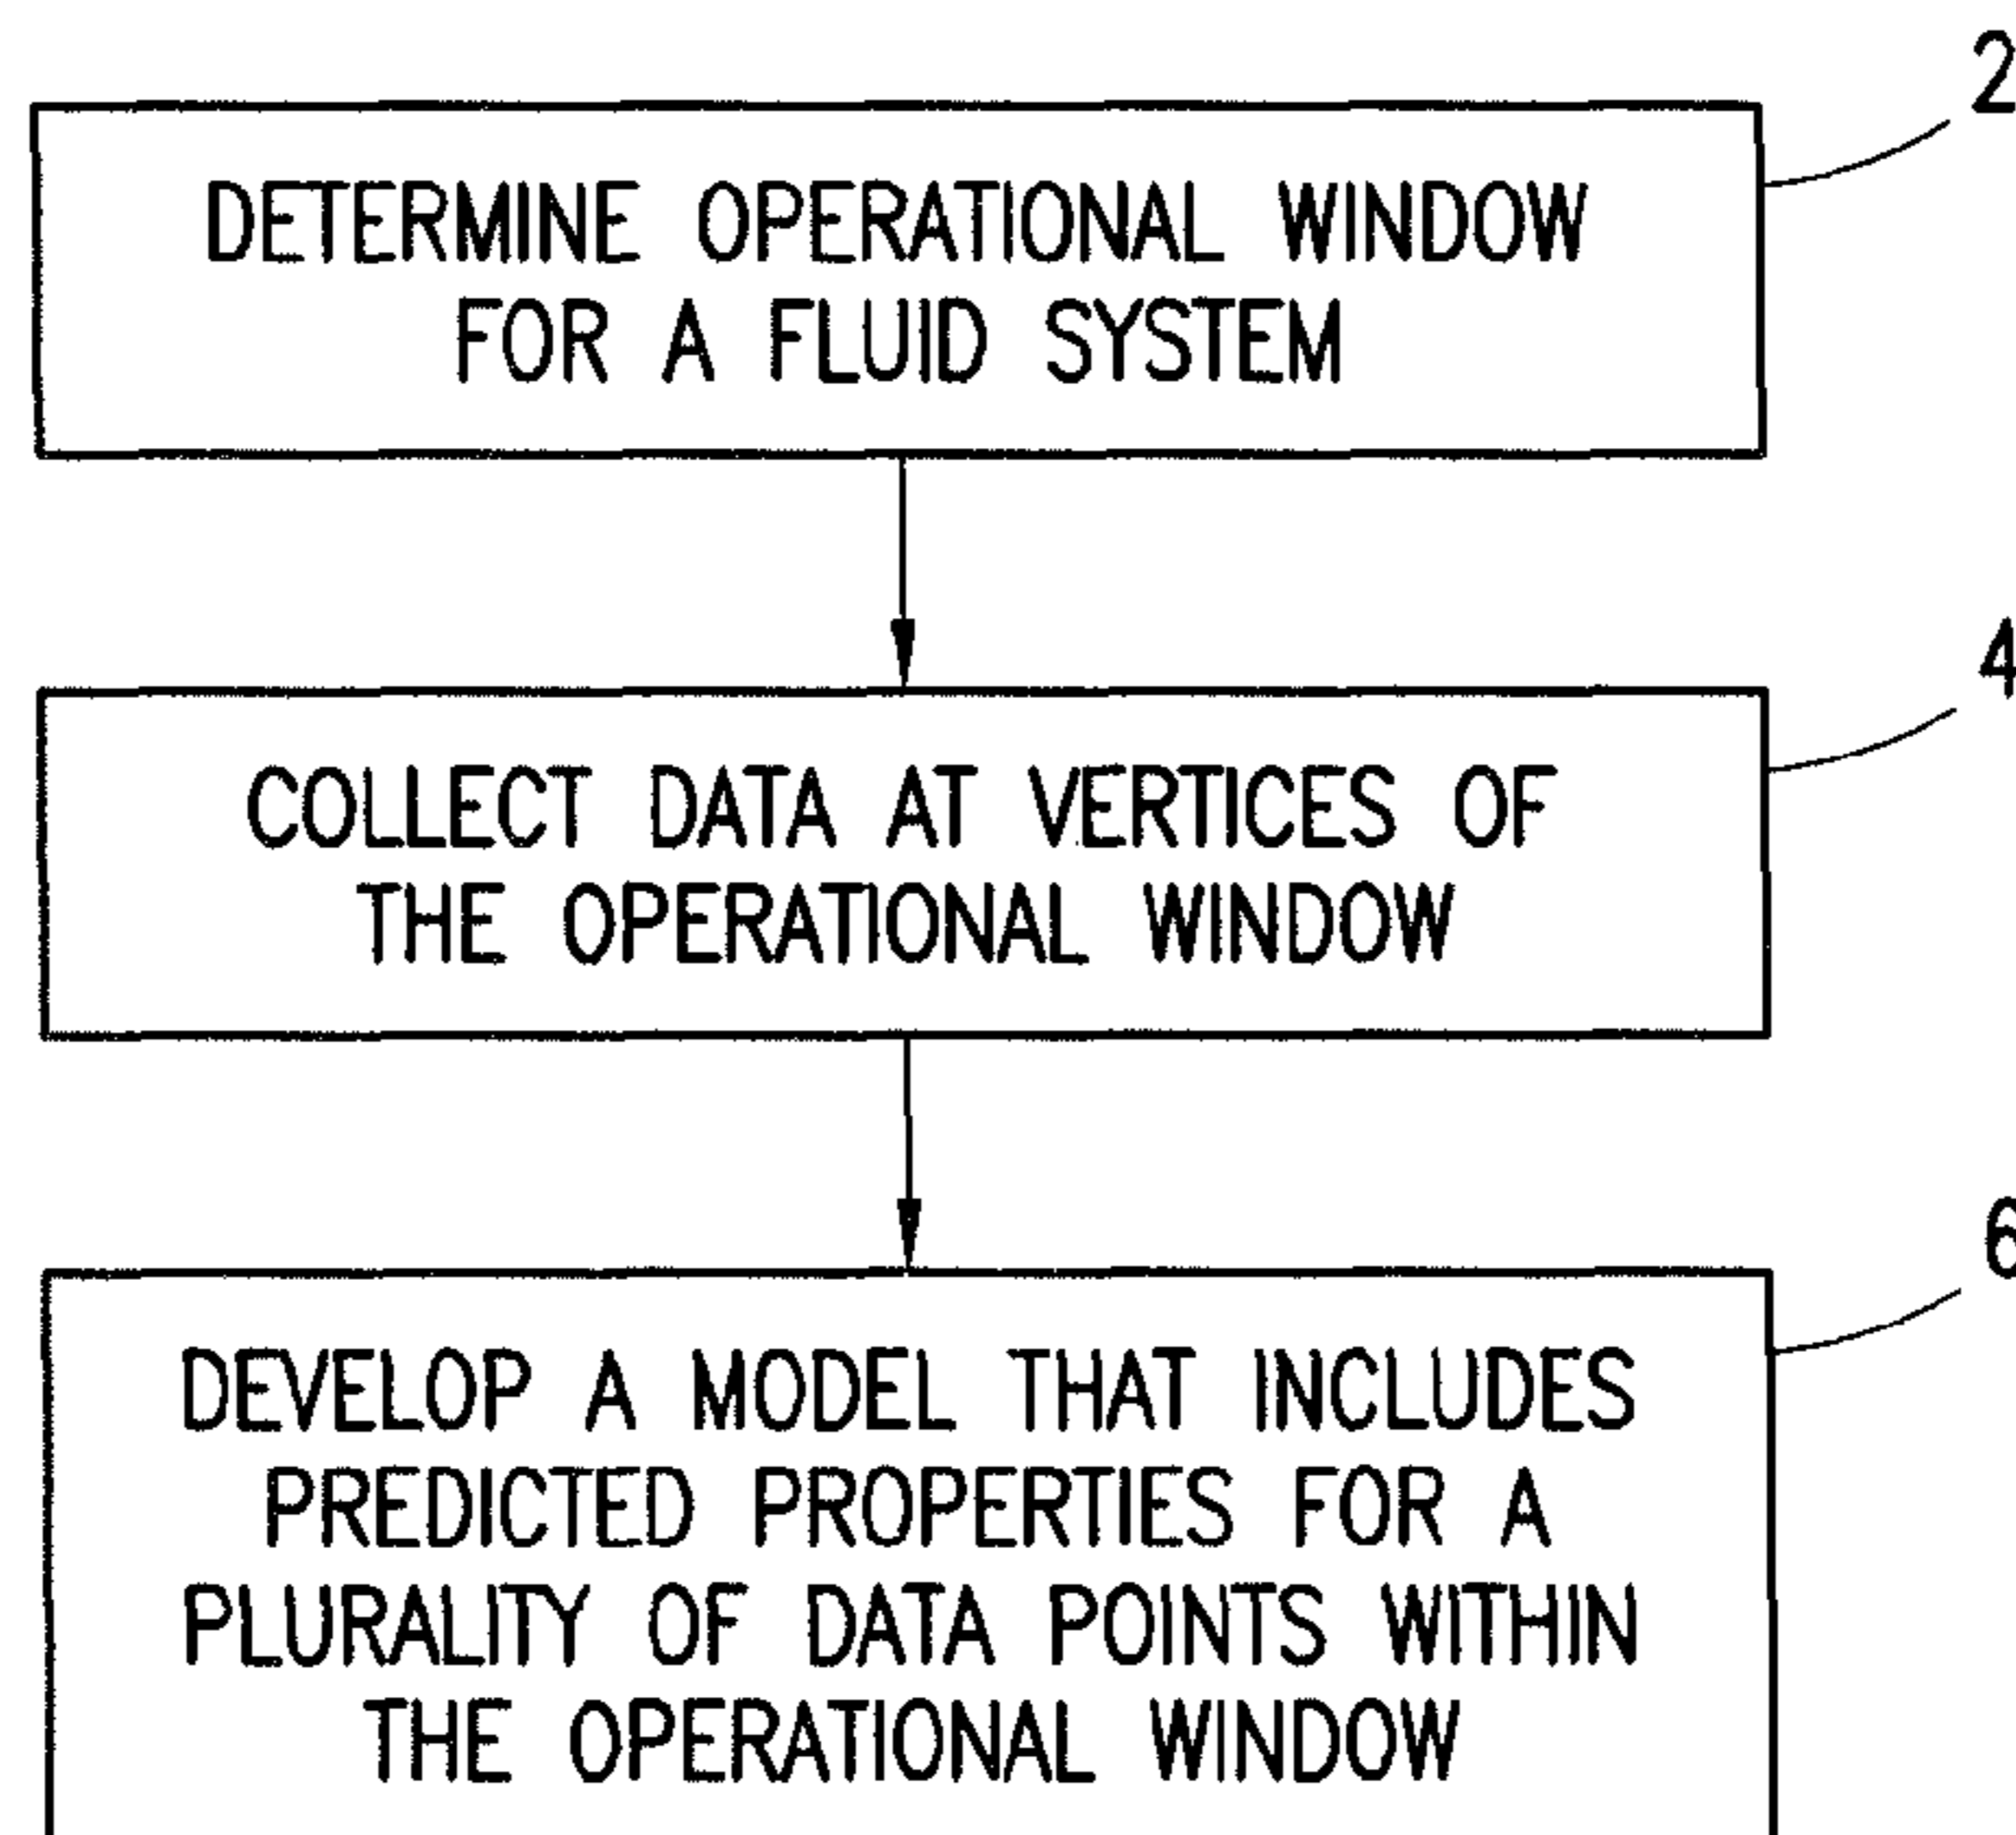 2
DETERMINE OPERATIONAL WINDOW
FOR A FLUID SYSTEM
4
COLLECT DATA AT VERTICES OF
THE OPERATIONAL WINDOW
6
DEVELOP A MODEL THAT INCLUDES
PREDICTED PROPERTIES FOR A
PLURALITY OF DATA POINTS WITHIN
THE OPERATIONAL WINDOW